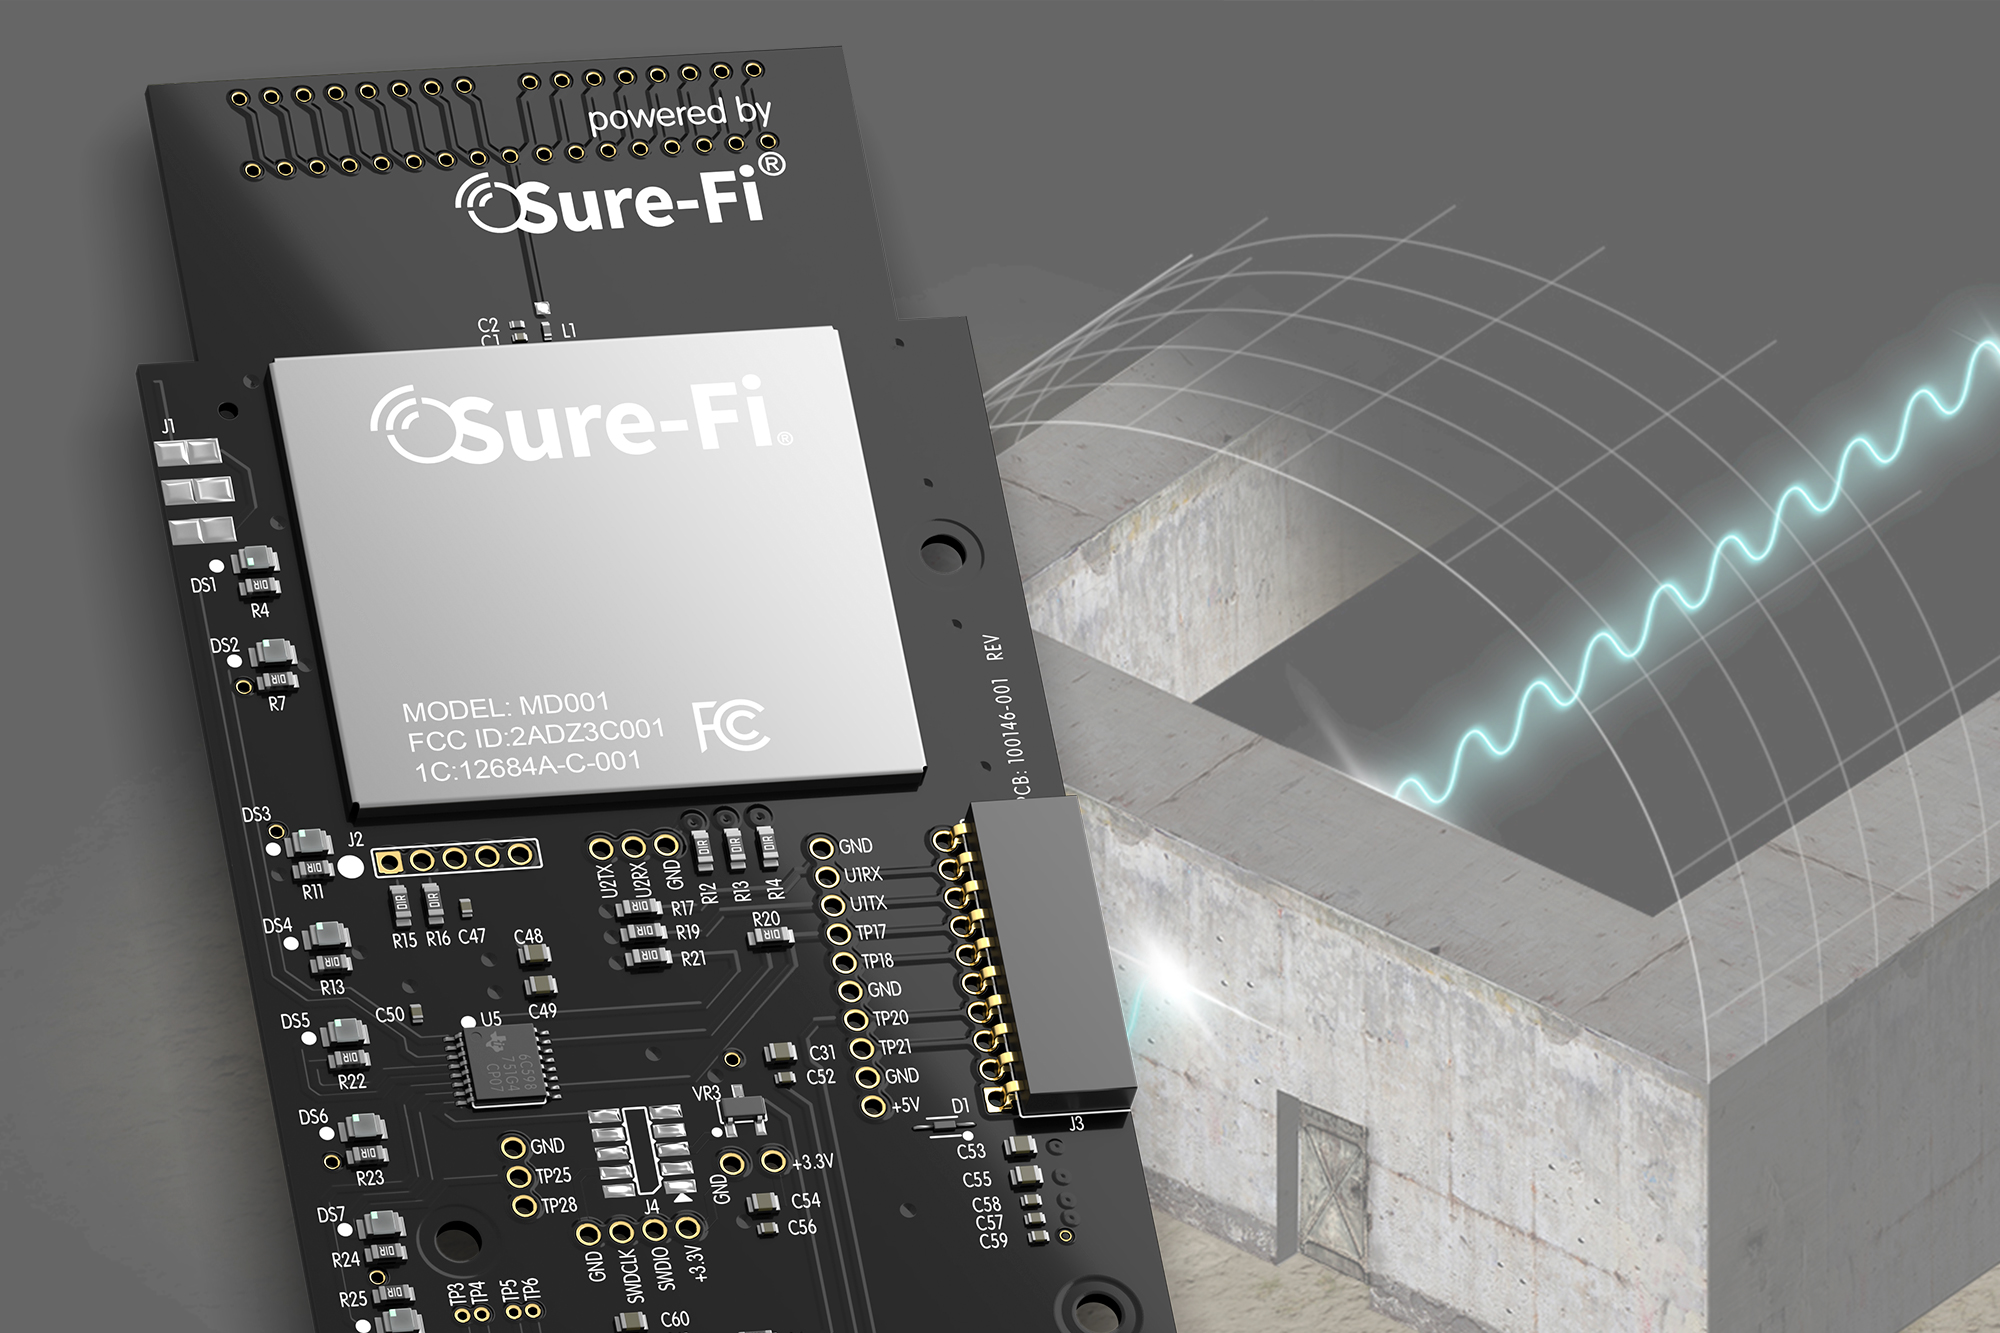 powered by
Sure-Fi®
C2
C1
L1
Sure-Fi®
J1
DS1
R4
DS2
R7
MODEL: MD001
FCC ID:2ADZ3C001
1C:12684A-C-001
FCC
PCB: 100146-001 REV
DS3
R11
J2
R15
R16
C47
U2TX
U2RX
GND
R12
R13
R14
R17
R19
R21
R20
GND
U1RX
U1TX
TP17
TP18
GND
TP20
TP21
GND
+5V
DS4
R13
C48
C49
C50
U5
6C598
751G4
CP07
DS5
R22
C31
C52
VR3
D1
J3
DS6
R23
GND
TP25
TP28
J4
GND
+3.3V
C54
C56
C53
C55
C58
C57
C59
DS7
R24
R25
TP3
TP4
TP5
TP6
GND
SWDCLK
SWDIO
+3.3V
C60